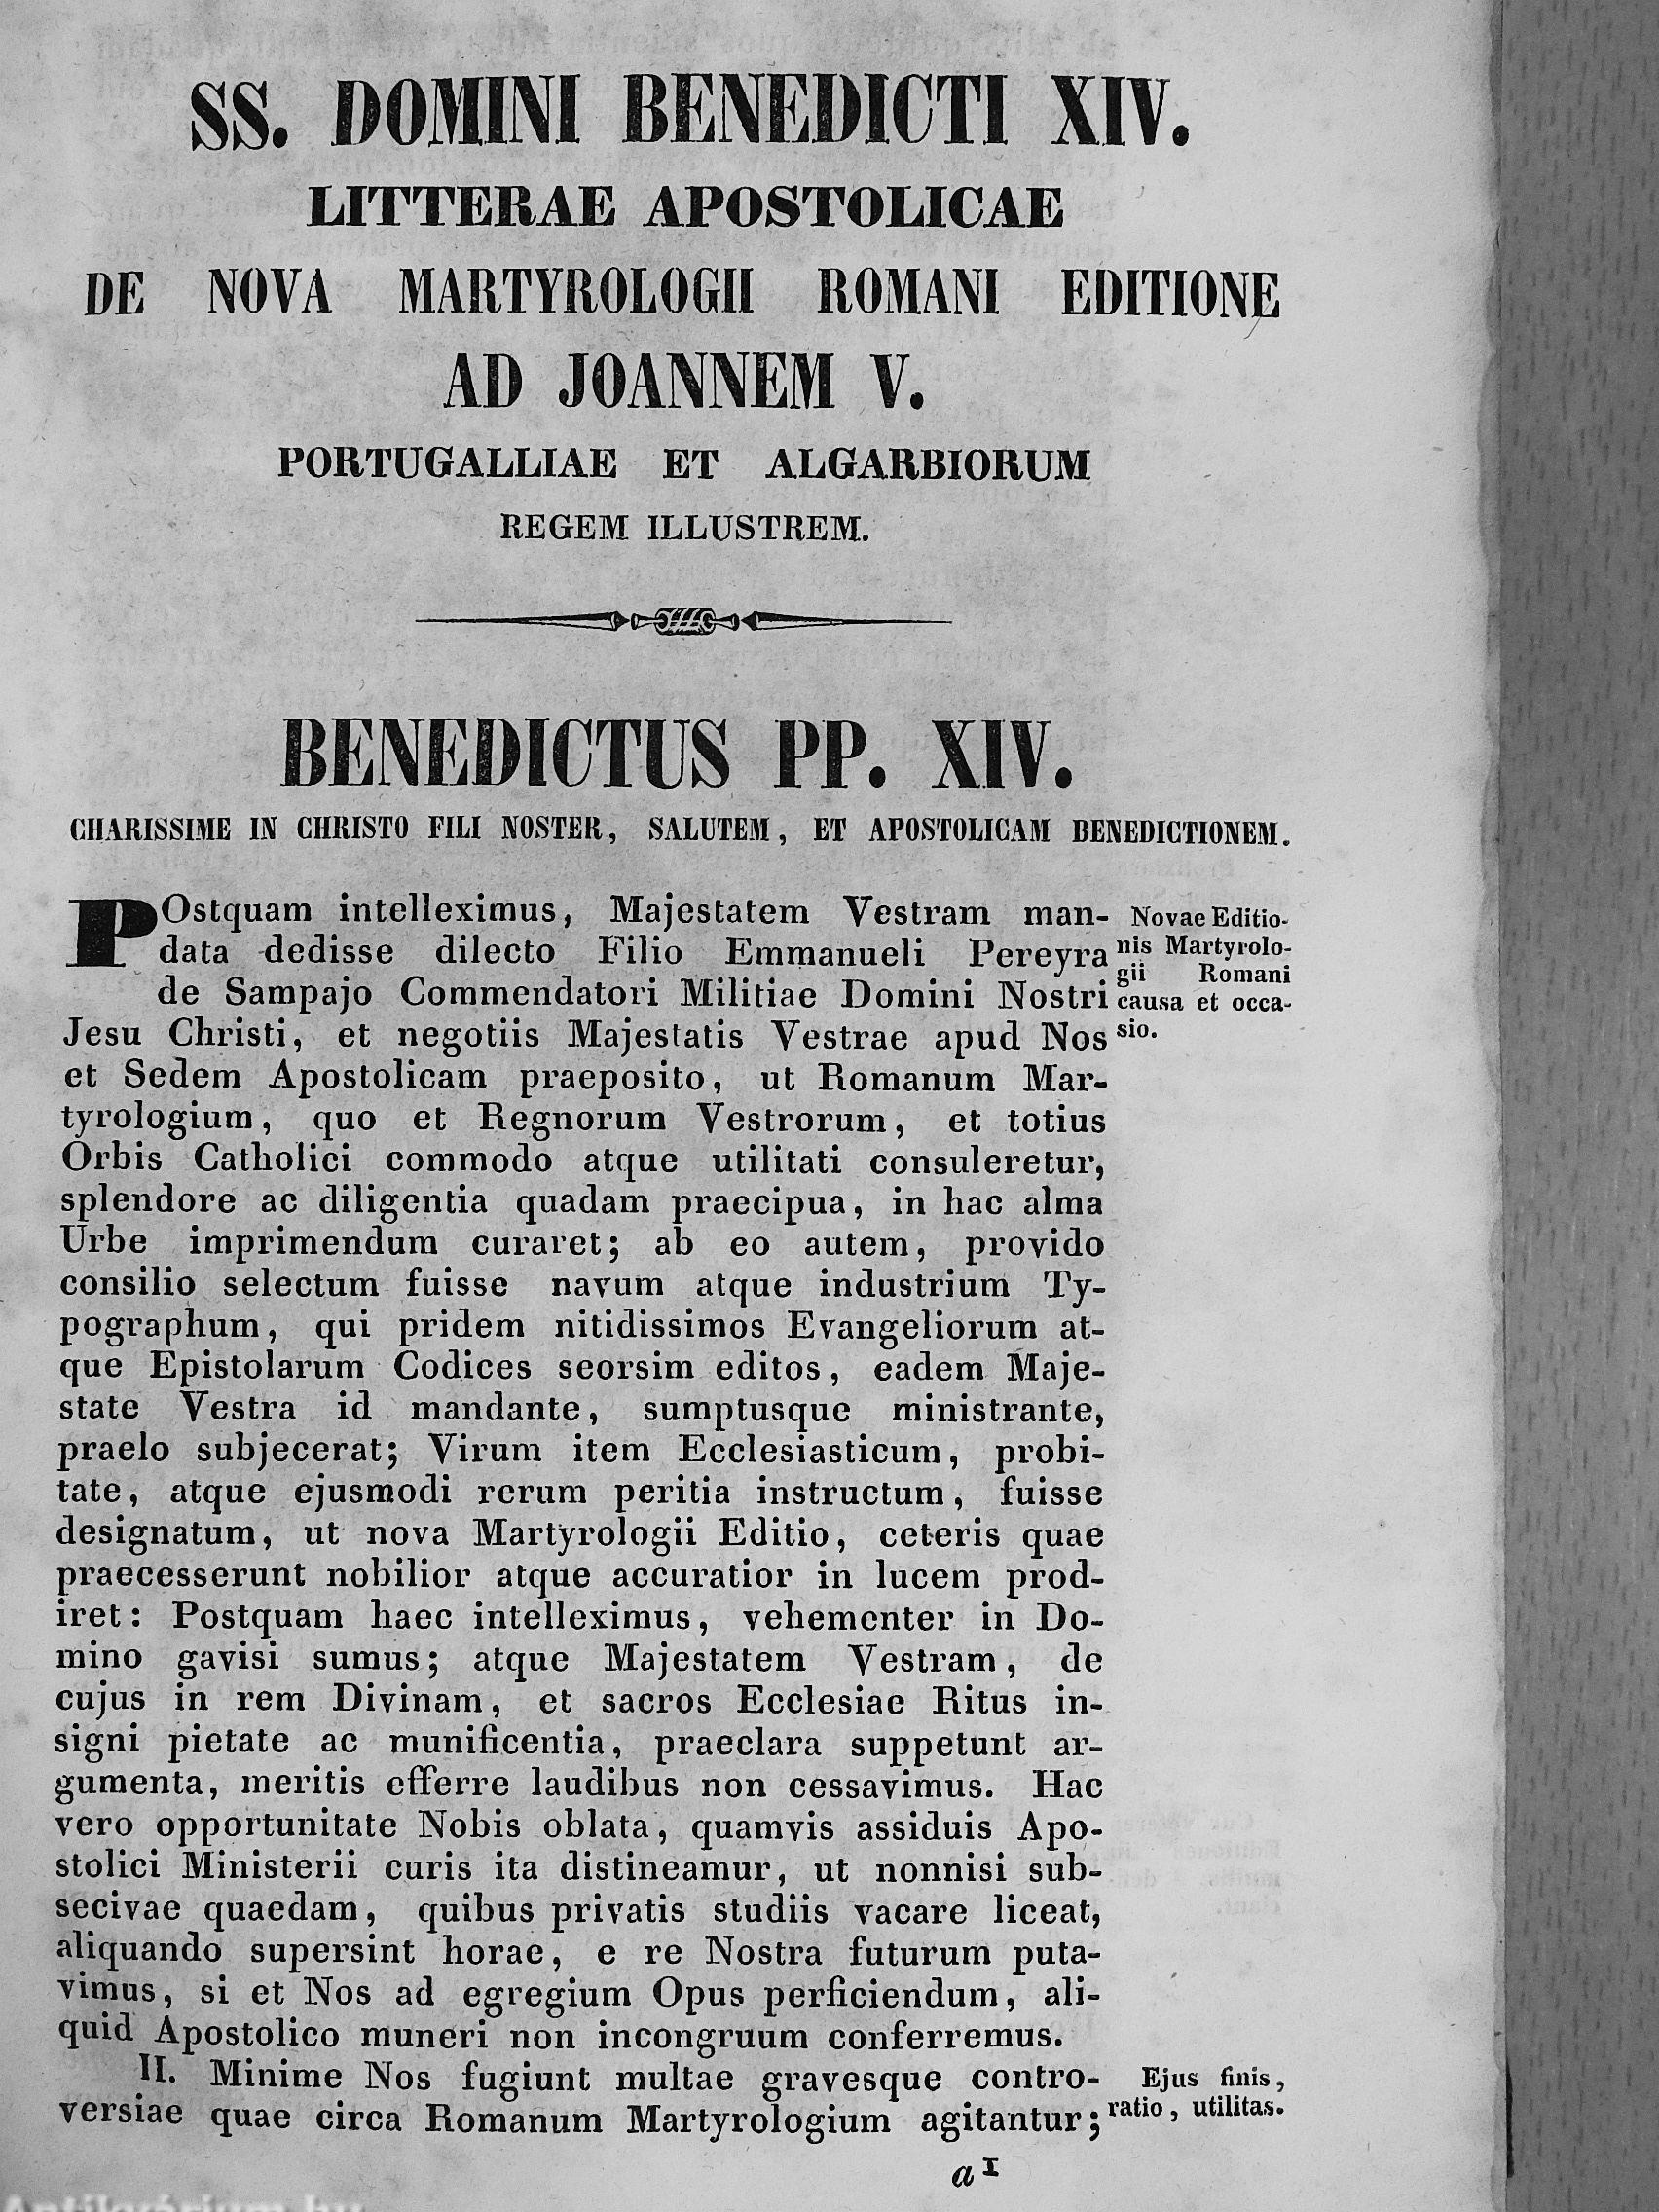 SS. DOMINI BENEDICTI XIV.
LITTERAE APOSTOLICAE
DE NOVA MARTYROLOGII ROMANI EDITIONE
AD JOANNEM V.
PORTUGALLIAE ET ALGARBIORUM
REGEM ILLUSTREM.
BENEDICTUS PP. XIV.
CHARISSIME IN CHRISTO FILI NOSTER, SALUTEM, ET APOSTOLICAM BENEDICTIONEM.
POstquam intelleximus, Majestatem Vestram man-
data dedisse dilecto Filio Emmanueli Pereyra
de Sampajo Commendatori Militiae Domini Nostri
Jesu Christi, et negotiis Majestatis Vestrae apud Nos
et Sedem Apostolicam praeposito, ut Romanum Mar-
tyrologium, quo et Regnorum Vestrorum, et totius
Orbis Catholici commodo atque utilitati consuleretur,
splendore ac diligentia quadam praecipua, in hac alma
Urbe imprimendum curaret; ab eo autem, provido
consilio selectum fuisse navum atque industrium Ty-
pographum, qui pridem nitidissimos Evangeliorum at-
que Epistolarum Codices seorsim editos, eadem Maje-
state Vestra id mandante, sumptusque ministrante,
praelo subjecerat; Virum item Ecclesiasticum, probi-
tate, atque ejusmodi rerum peritia instructum, fuisse
designatum, ut nova Martyrologii Editio, ceteris quae
praecesserunt nobilior atque accuratior in lucem prod-
iret: Postquam haec intelleximus, vehementer in Do-
mino gavisi sumus; atque Majestatem Vestram, de
cujus in rem Divinam, et sacros Ecclesiae Ritus in-
signi pietate ac munificentia, praeclara suppetunt ar-
gumenta, meritis efferre laudibus non cessavimus. Hac
vero opportunitate Nobis oblata, quamvis assiduis Apo-
stolici Ministerii curis ita distineamur, ut nonnisi sub-
secivae quaedam, quibus privatis studiis vacare liceat,
aliquando supersint horae, e re Nostra futurum puta-
vimus, si et Nos ad egregium Opus perficiendum, ali-
quid Apostolico muneri non incongruum conferremus.
II. Minime Nos fugiunt multae gravesque contro-
versiae quae circa Romanum Martyrologium agitantur;
Novae Editio-
nis Martyrolo-
gii Romani
causa et occa-
sio.
Ejus finis,
ratio, utilitas.
a I
Antikvárium.hu